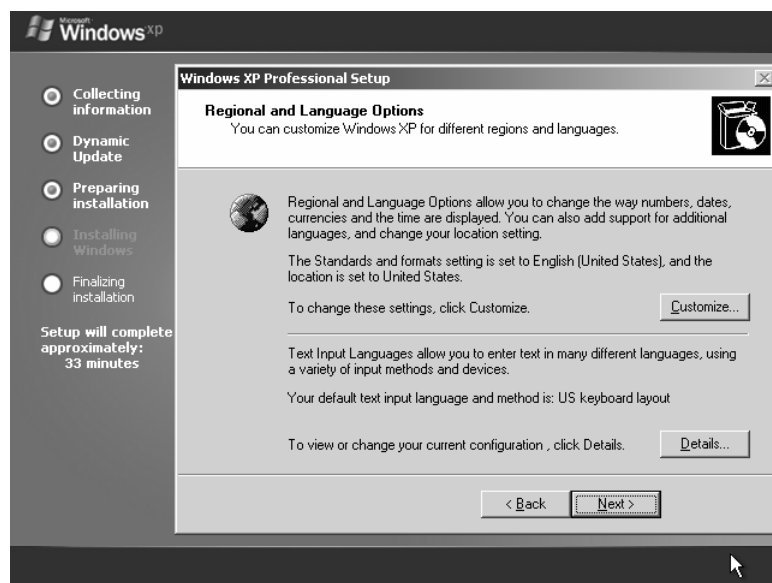 Microsoft
Windows xp
Collecting
information
Dynamic
Update
Preparing
installation
Installing
Windows
Finalizing
installation
Setup will complete
approximately:
33 minutes
Windows XP Professional Setup
Regional and Language Options
You can customize Windows XP for different regions and languages.
Regional and Language Options allow you to change the way numbers, dates,
currencies and the time are displayed. You can also add support for additional
languages, and change your location setting.
The Standards and formats setting is set to English (United States), and the
location is set to United States.
To change these settings, click Customize.
Customize...
Text Input Languages allow you to enter text in many different languages, using
a variety of input methods and devices.
Your default text input language and method is: US keyboard layout
To view or change your current configuration , click Details.
Details...
< Back
Next >